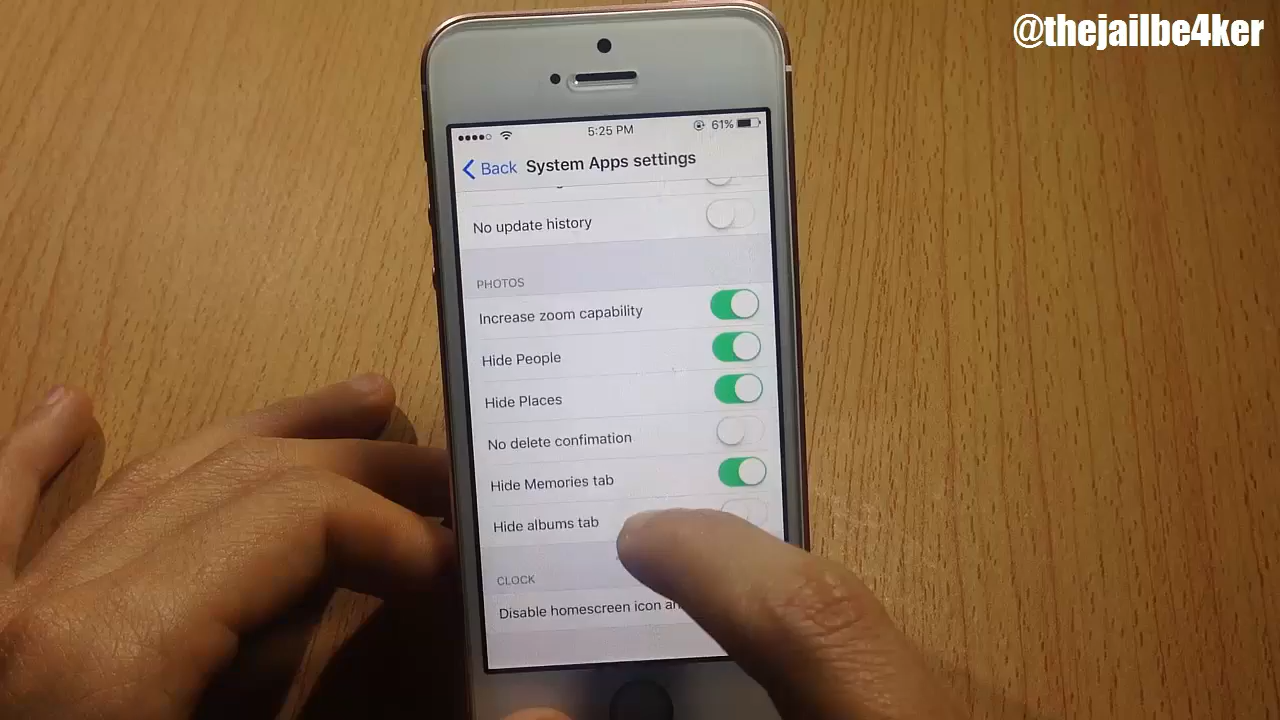 @thejailbe4ker
5:25 PM
61%
Back
System Apps settings
No update history
PHOTOS
Increase zoom capability
Hide People
Hide Places
No delete confimation
Hide Memories tab
Hide albums tab
CLOCK
Disable homescreen icon